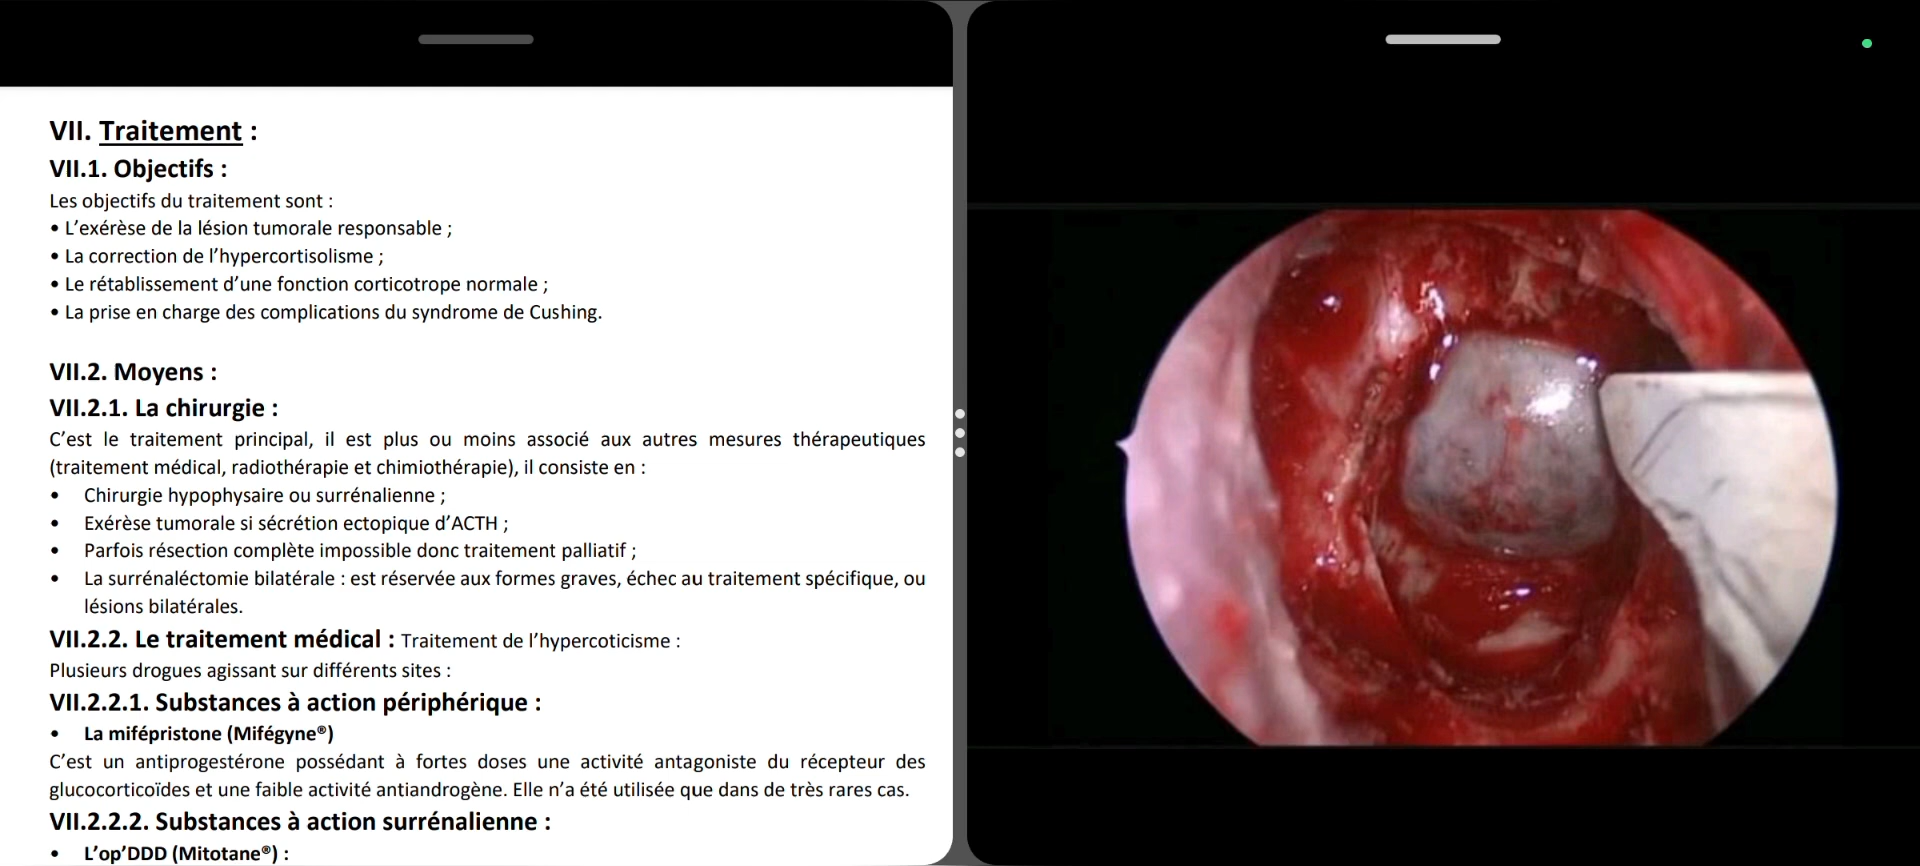 VII. Traitement :
VII.1. Objectifs :
Les objectifs du traitement sont :
• L’exérèse de la lésion tumorale responsable ;
• La correction de l’hypercortisolisme ;
• Le rétablissement d’une fonction corticotrope normale ;
• La prise en charge des complications du syndrome de Cushing.
VII.2. Moyens :
VII.2.1. La chirurgie :
C’est le traitement principal, il est plus ou moins associé aux autres mesures thérapeutiques
(traitement médical, radiothérapie et chimiothérapie), il consiste en :
• Chirurgie hypophysaire ou surrénalienne ;
• Exérèse tumorale si sécrétion ectopique d’ACTH ;
• Parfois résection complète impossible donc traitement palliatif ;
• La surrénaléctomie bilatérale : est réservée aux formes graves, échec au traitement spécifique, ou
lésions bilatérales.
VII.2.2. Le traitement médical : Traitement de l’hypercoticisme :
Plusieurs drogues agissant sur différents sites :
VII.2.2.1. Substances à action périphérique :
• La mifépristone (Mifégyne®)
C’est un antiprogestérone possédant à fortes doses une activité antagoniste du récepteur des
glucocorticoïdes et une faible activité antiandrogène. Elle n’a été utilisée que dans de très rares cas.
VII.2.2.2. Substances à action surrénalienne :
• L’op’DDD (Mitotane®) :